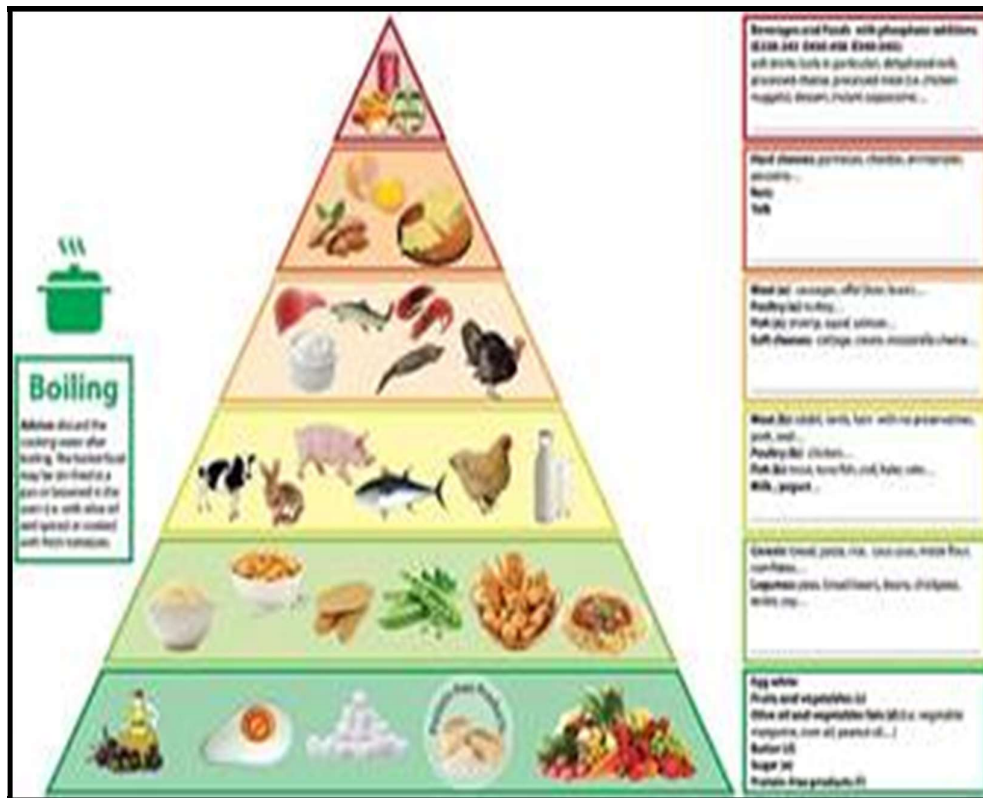 Boiling
Advice: discard the
cooking water after
boiling. The boiled food
may be stir-fried in a
pan or browned in the
oven (i.e. with olive oil
and spices) or cooked
with fresh tomatoes.
Beverages and Foods with phosphate additives
soft drinks (cola in particular), dehydrated milk,
processed cheese, processed meat (i.e. chicken
nuggets), dessert, instant cappuccino...
Hard cheeses: parmesan, cheddar, emmentaler,
Nuts
Yolk
Meat (a): sausages, offal (liver, brain)...
Poultry (a): turkey...
Fish (a): shrimp, squid, salmon...
Soft cheeses: cottage, cream, mozzarella cheese...
Meat (b): rabbit, lamb, ham with no preservatives,
pork, veal...
Poultry (b): chicken...
Fish (b): trout, tuna fish, cod, hake, sole...
Milk, yogurt...
Cereals: bread, pasta, rice, cous cous, maize flour,
cornflakes...
Legumes: peas, broad beans, beans, chickpeas,
lentils, soy...
Egg white
Fruits and vegetables (c)
Olive oil and vegetables fats (d) (i.e. vegetable
margarine, corn oil, peanut oil...)
Butter (d)
Sugar (e)
Protein-free products (f)